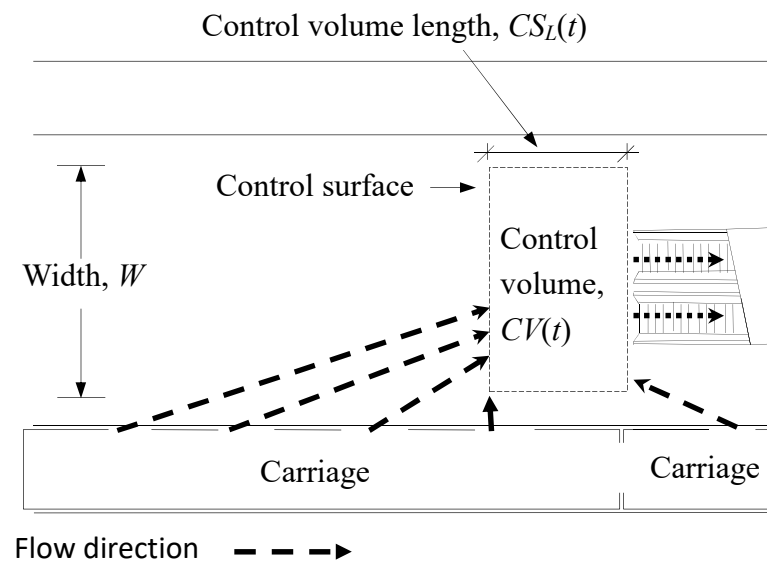 Control volume length, CS_L(t)
Control surface
Width, W
Control
volume,
CV(t)
Carriage
Carriage
Flow direction